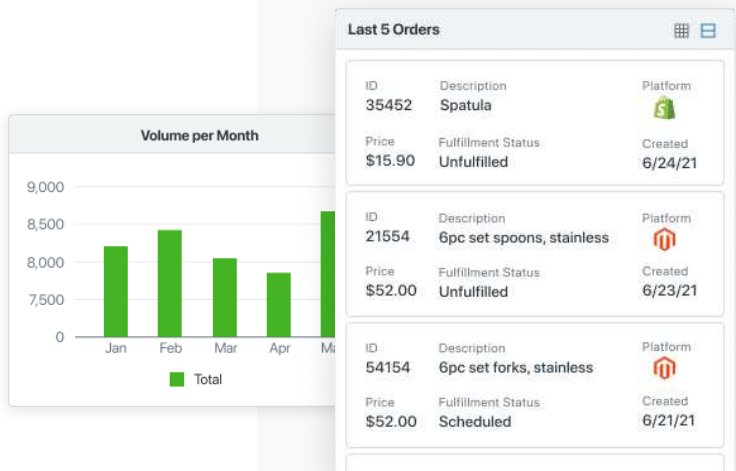 Last 5 Orders
ID Description Platform
35452 Spatula
Price Fulfillment Status Created
$15.90 Unfulfilled 6/24/21
ID Description Platform
21554 6pc set spoons, stainless
Price Fulfillment Status Created
$52.00 Unfulfilled 6/23/21
ID Description Platform
54154 6pc set forks, stainless
Price Fulfillment Status Created
$52.00 Scheduled 6/21/21
Volume per Month
9,000
8,500
8,000
7,500
0
Jan Feb Mar Apr
Total